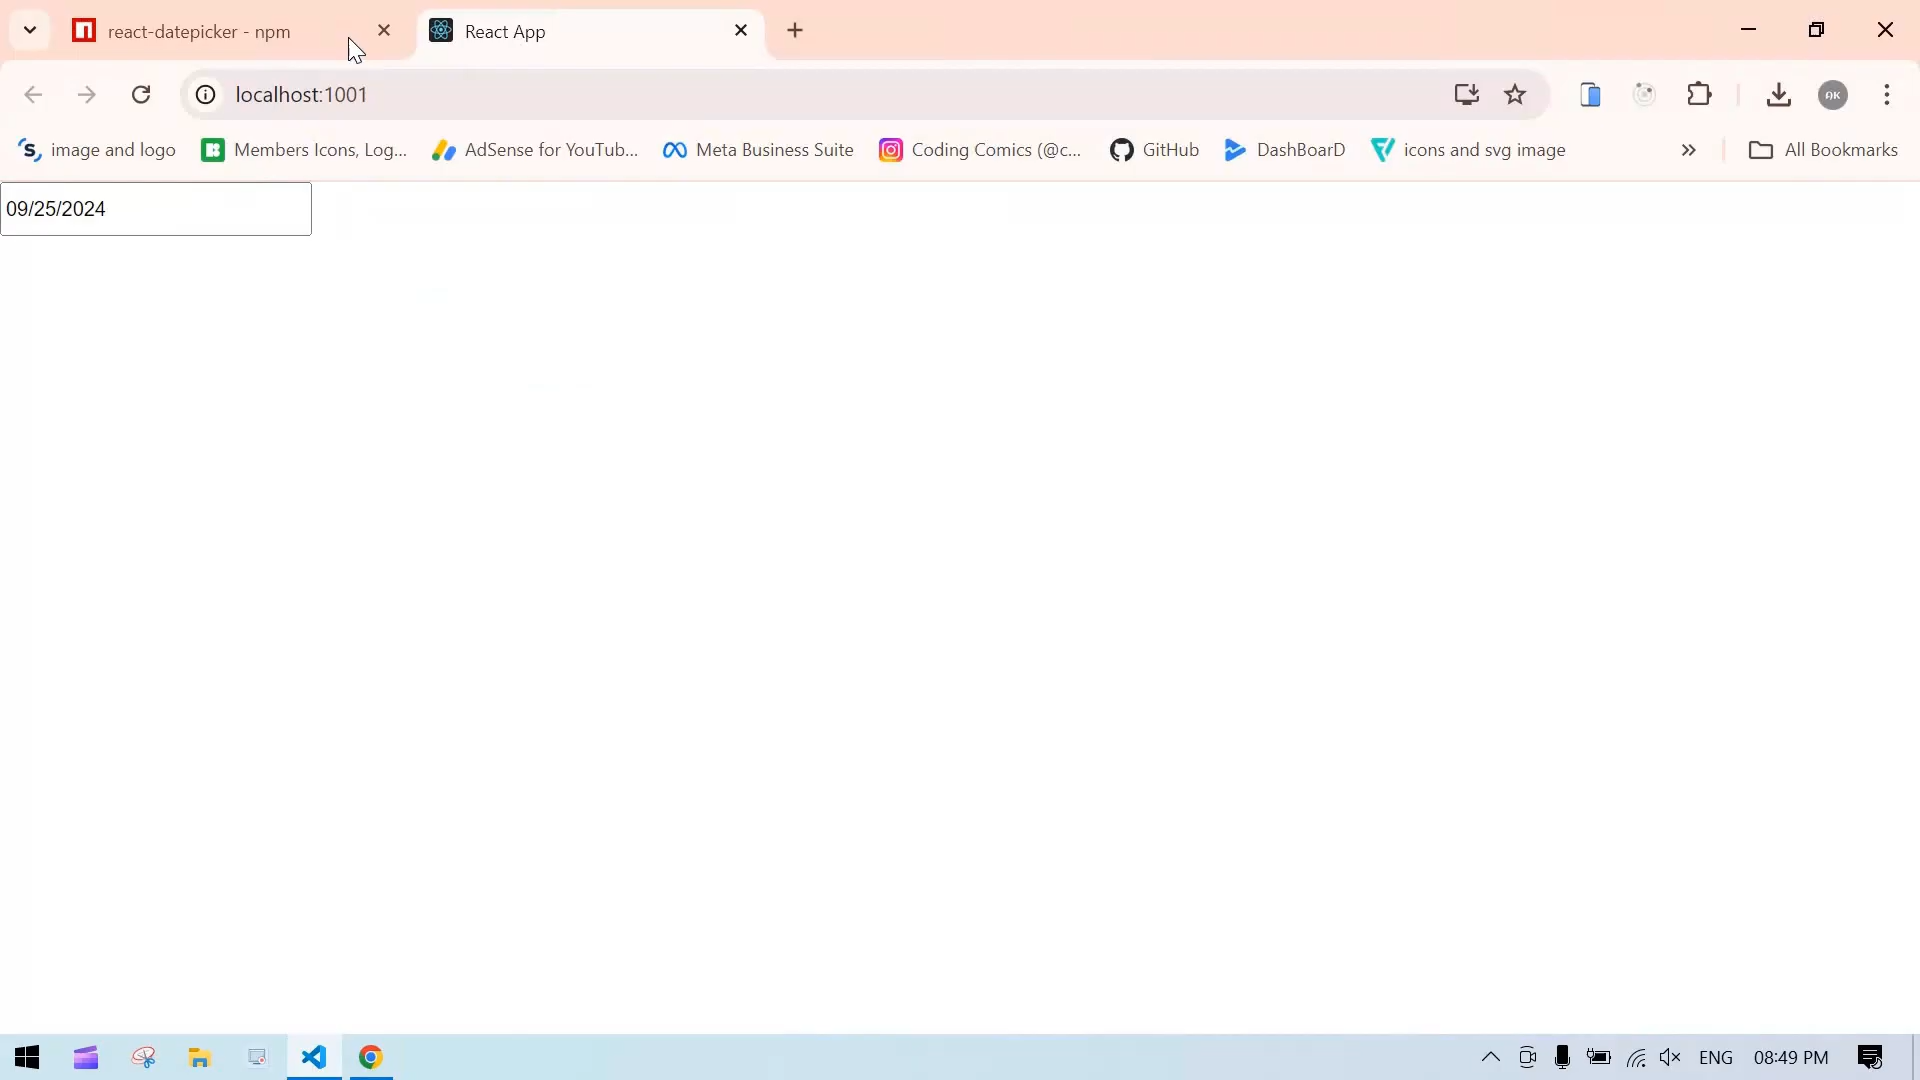 react-datepicker - npm
React App
localhost:1001
AK
image and logo
Members Icons, Log...
AdSense for YouTub...
Meta Business Suite
Coding Comics (@c...
GitHub
DashBoarD
icons and svg image
All Bookmarks
09/25/2024
ENG
08:49 PM